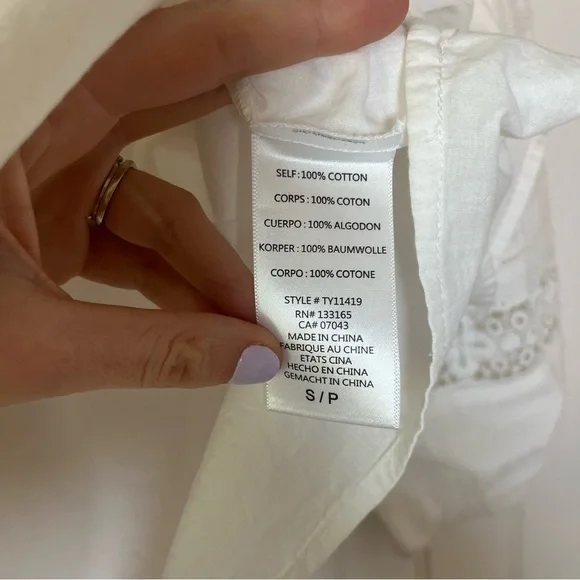 SELF: 100% COTTON
CORPS: 100% COTON
CUERPO: 100% ALGODON
KORPER: 100% BAUMWOLLE
CORPO: 100% COTONE
STYLE # TY11419
RN# 133165
CA# 07043
MADE IN CHINA
FABRIQUE AU CHINE
ETATS CINA
HECHO EN CHINA
GEMACHT IN CHINA
S / P